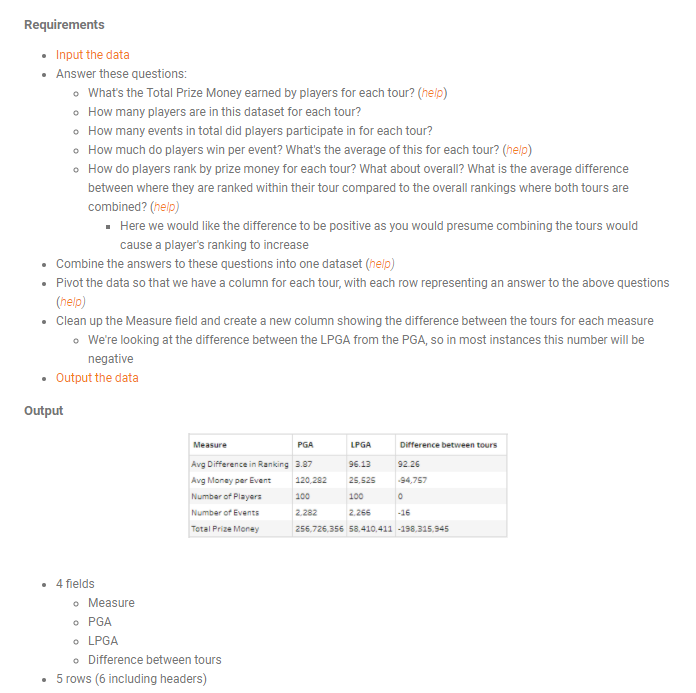 Requirements
Input the data
Answer these questions:
What's the Total Prize Money earned by players for each tour? (help)
How many players are in this dataset for each tour?
How many events in total did players participate in for each tour?
How much do players win per event? What's the average of this for each tour? (help)
How do players rank by prize money for each tour? What about overall? What is the average difference
between where they are ranked within their tour compared to the overall rankings where both tours are
combined? (help)
Here we would like the difference to be positive as you would presume combining the tours would
cause a player's ranking to increase
Combine the answers to these questions into one dataset (help)
Pivot the data so that we have a column for each tour, with each row representing an answer to the above questions
(help)
Clean up the Measure field and create a new column showing the difference between the tours for each measure
We're looking at the difference between the LPGA from the PGA, so in most instances this number will be
negative
Output the data
Output
Measure PGA LPGA Difference between tours
Avg Difference in Ranking 3.87 96.13 92.26
Avg Money per Event 120,282 25,525 -94,757
Number of Players 100 100 0
Number of Events 2,282 2,266 -16
Total Prize Money 256,726,356 58,410,411 -198,315,945
4 fields
Measure
PGA
LPGA
Difference between tours
5 rows (6 including headers)